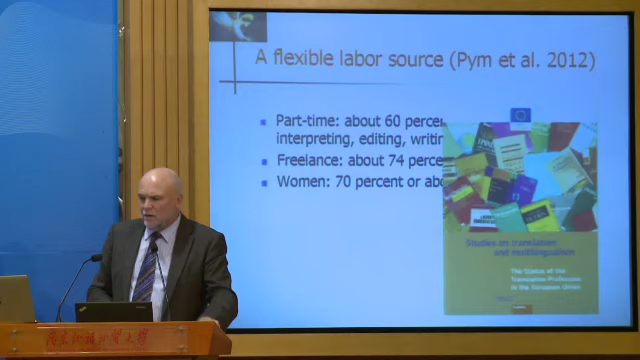 A flexible labor source (Pym et al. 2012)
Part-time: about 60 percen
interpreting, editing, writin
Freelance: about 74 perce
Women: 70 percent or abo
Studies on translation
and multilingualism
The Status of the
Translation Profession
in the European Union